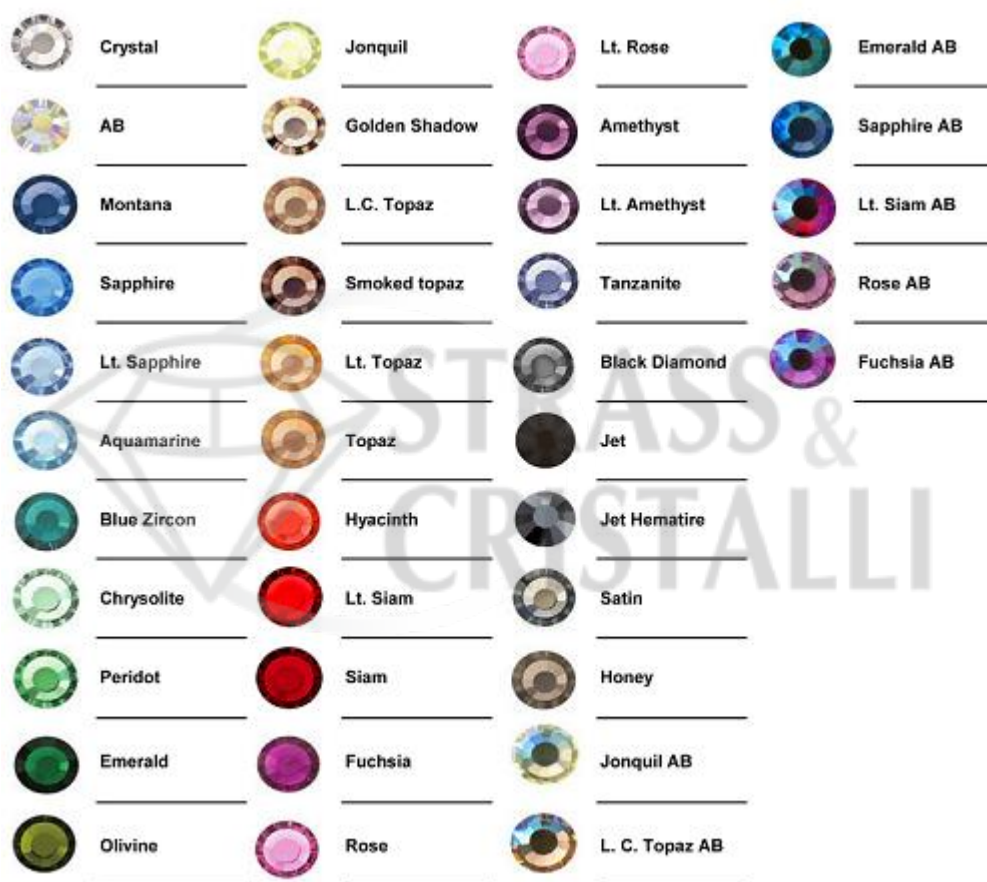 Crystal
AB
Montana
Sapphire
Lt. Sapphire
Aquamarine
Blue Zircon
Chrysolite
Peridot
Emerald
Olivine
Jonquil
Golden Shadow
L.C. Topaz
Smoked topaz
Lt. Topaz
Topaz
Hyacinth
Lt. Siam
Siam
Fuchsia
Rose
Lt. Rose
Amethyst
Lt. Amethyst
Tanzanite
Black Diamond
Jet
Jet Hematire
Satin
Honey
Jonquil AB
L. C. Topaz AB
Emerald AB
Sapphire AB
Lt. Siam AB
Rose AB
Fuchsia AB
STRASS &
CRISTALLI